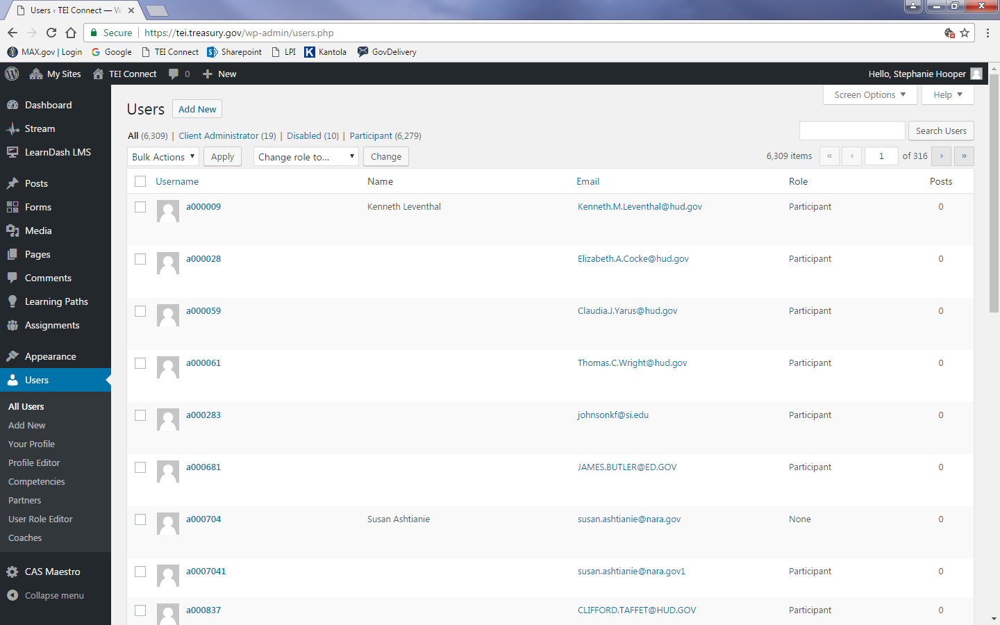 Users ‹ TEI Connect — W
Secure https://tei.treasury.gov/wp-admin/users.php
MAX.gov | Login Google TEI Connect Sharepoint LPI Kantola GovDelivery
My Sites TEI Connect 0 New Hello, Stephanie Hooper
Dashboard
Stream
LearnDash LMS
Posts
Forms
Media
Pages
Comments
Learning Paths
Assignments
Appearance
Users
All Users
Add New
Your Profile
Profile Editor
Competencies
Partners
User Role Editor
Coaches
CAS Maestro
Collapse menu
Screen Options Help
Users Add New
All (6,309) | Client Administrator (19) | Disabled (10) | Participant (6,279)
Search Users
Bulk Actions Apply Change role to... Change 6,309 items « ‹ 1 of 316 › »
Username Name Email Role Posts
a000009 Kenneth Leventhal Kenneth.M.Leventhal@hud.gov Participant 0
a000028 Elizabeth.A.Cocke@hud.gov Participant 0
a000059 Claudia.J.Yarus@hud.gov Participant 0
a000061 Thomas.C.Wright@hud.gov Participant 0
a000283 johnsonkf@si.edu Participant 0
a000681 JAMES.BUTLER@ED.GOV Participant 0
a000704 Susan Ashtianie susan.ashtianie@nara.gov None 0
a0007041 susan.ashtianie@nara.gov1 Participant 0
a000837 CLIFFORD.TAFFET@HUD.GOV Participant 0